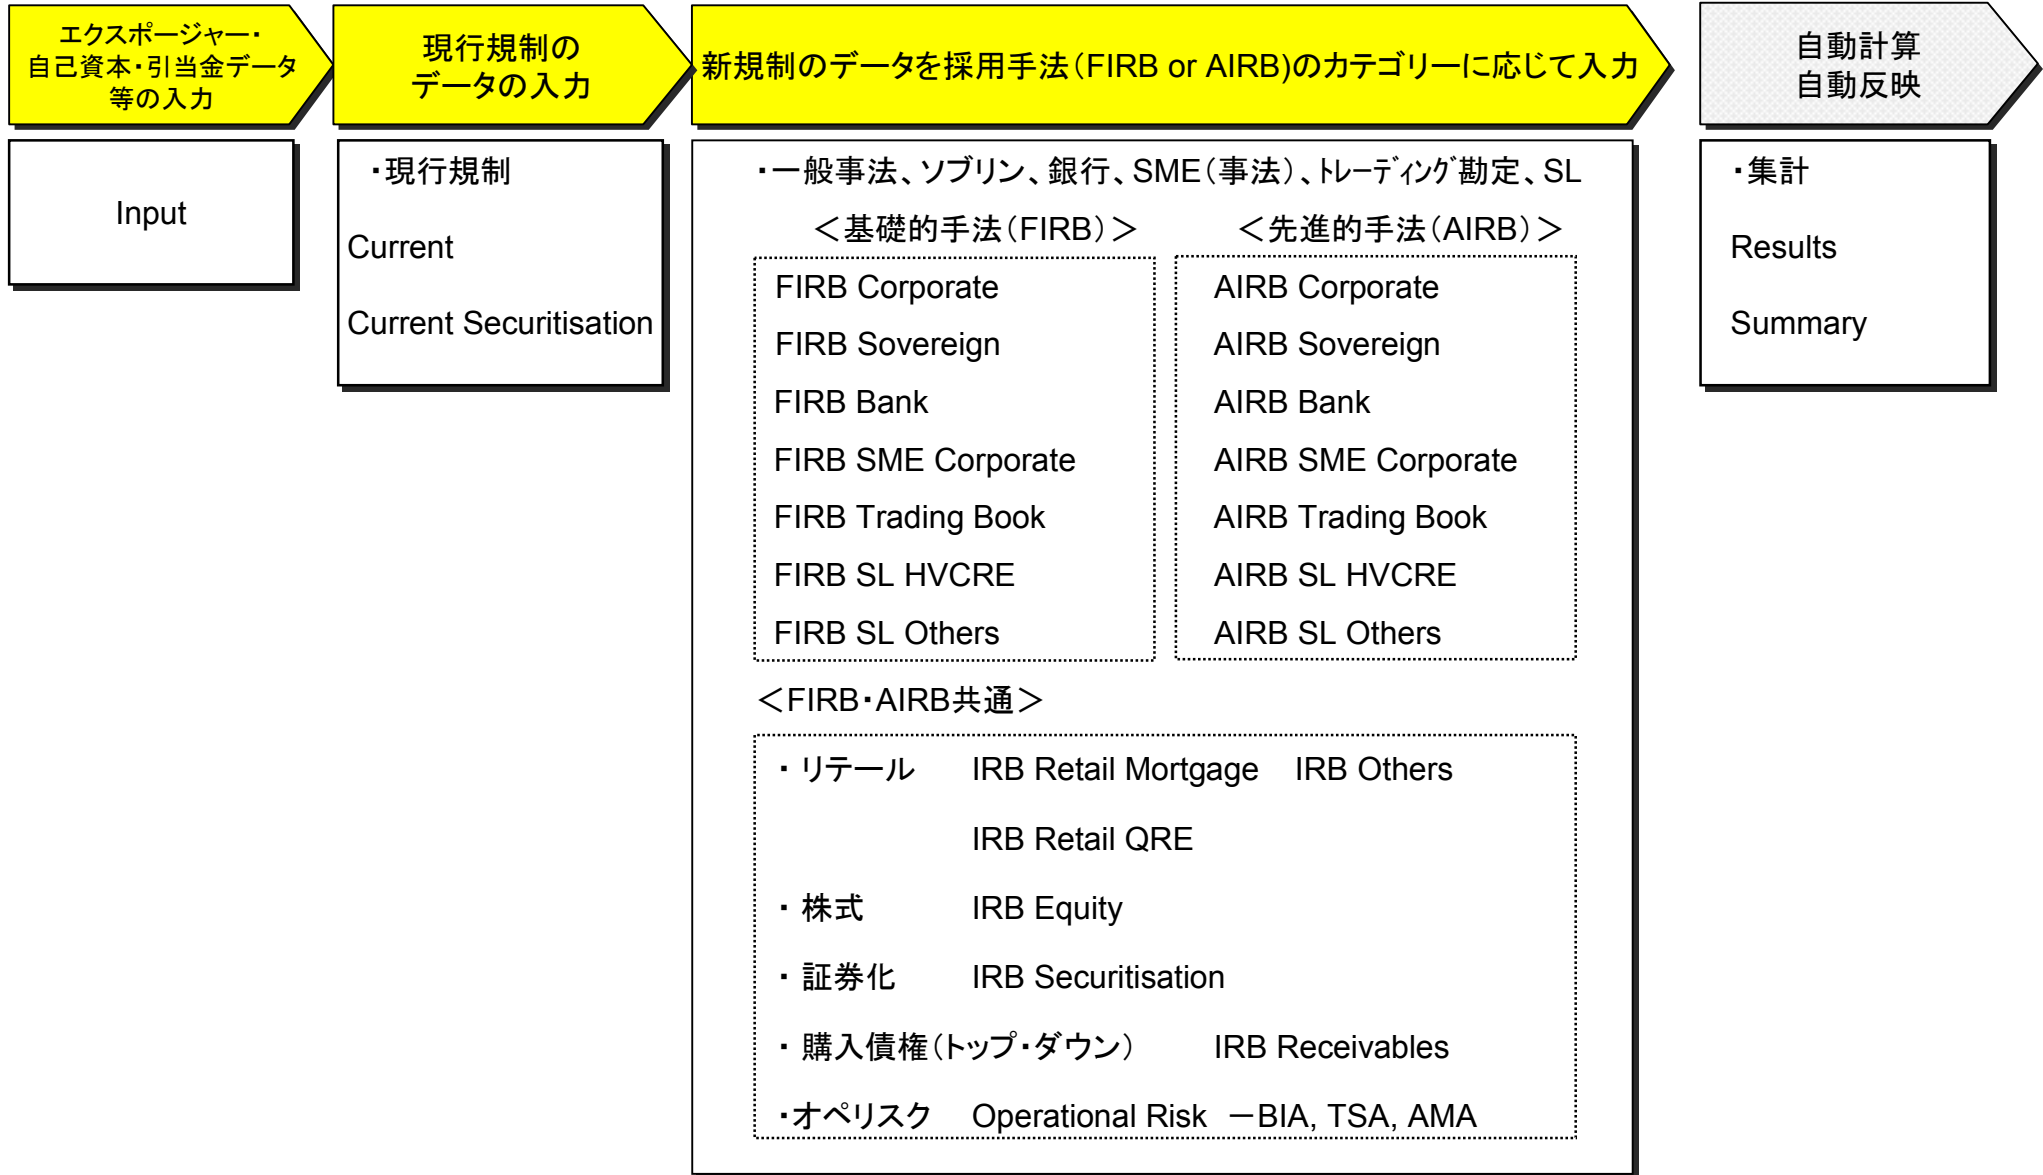 エクスポージャー・
自己資本・引当金データ
等の入力
現行規制の
データの入力
新規制のデータを採用手法（FIRB or AIRB)のカテゴリーに応じて入力
自動計算
自動反映
Input
・現行規制
Current
Current Securitisation
・一般事法、ソブリン、銀行、SME（事法）、ﾄﾚｰﾃﾞｨﾝｸﾞ勘定、SL
＜基礎的手法（FIRB）＞
FIRB Corporate
FIRB Sovereign
FIRB Bank
FIRB SME Corporate
FIRB Trading Book
FIRB SL HVCRE
FIRB SL Others
＜先進的手法（AIRB）＞
AIRB Corporate
AIRB Sovereign
AIRB Bank
AIRB SME Corporate
AIRB Trading Book
AIRB SL HVCRE
AIRB SL Others
＜FIRB・AIRB共通＞
・ リテール IRB Retail Mortgage IRB Others
IRB Retail QRE
・ 株式 IRB Equity
・ 証券化 IRB Securitisation
・ 購入債権（トップ・ダウン） IRB Receivables
・オペリスク Operational Risk －BIA, TSA, AMA
・集計
Results
Summary